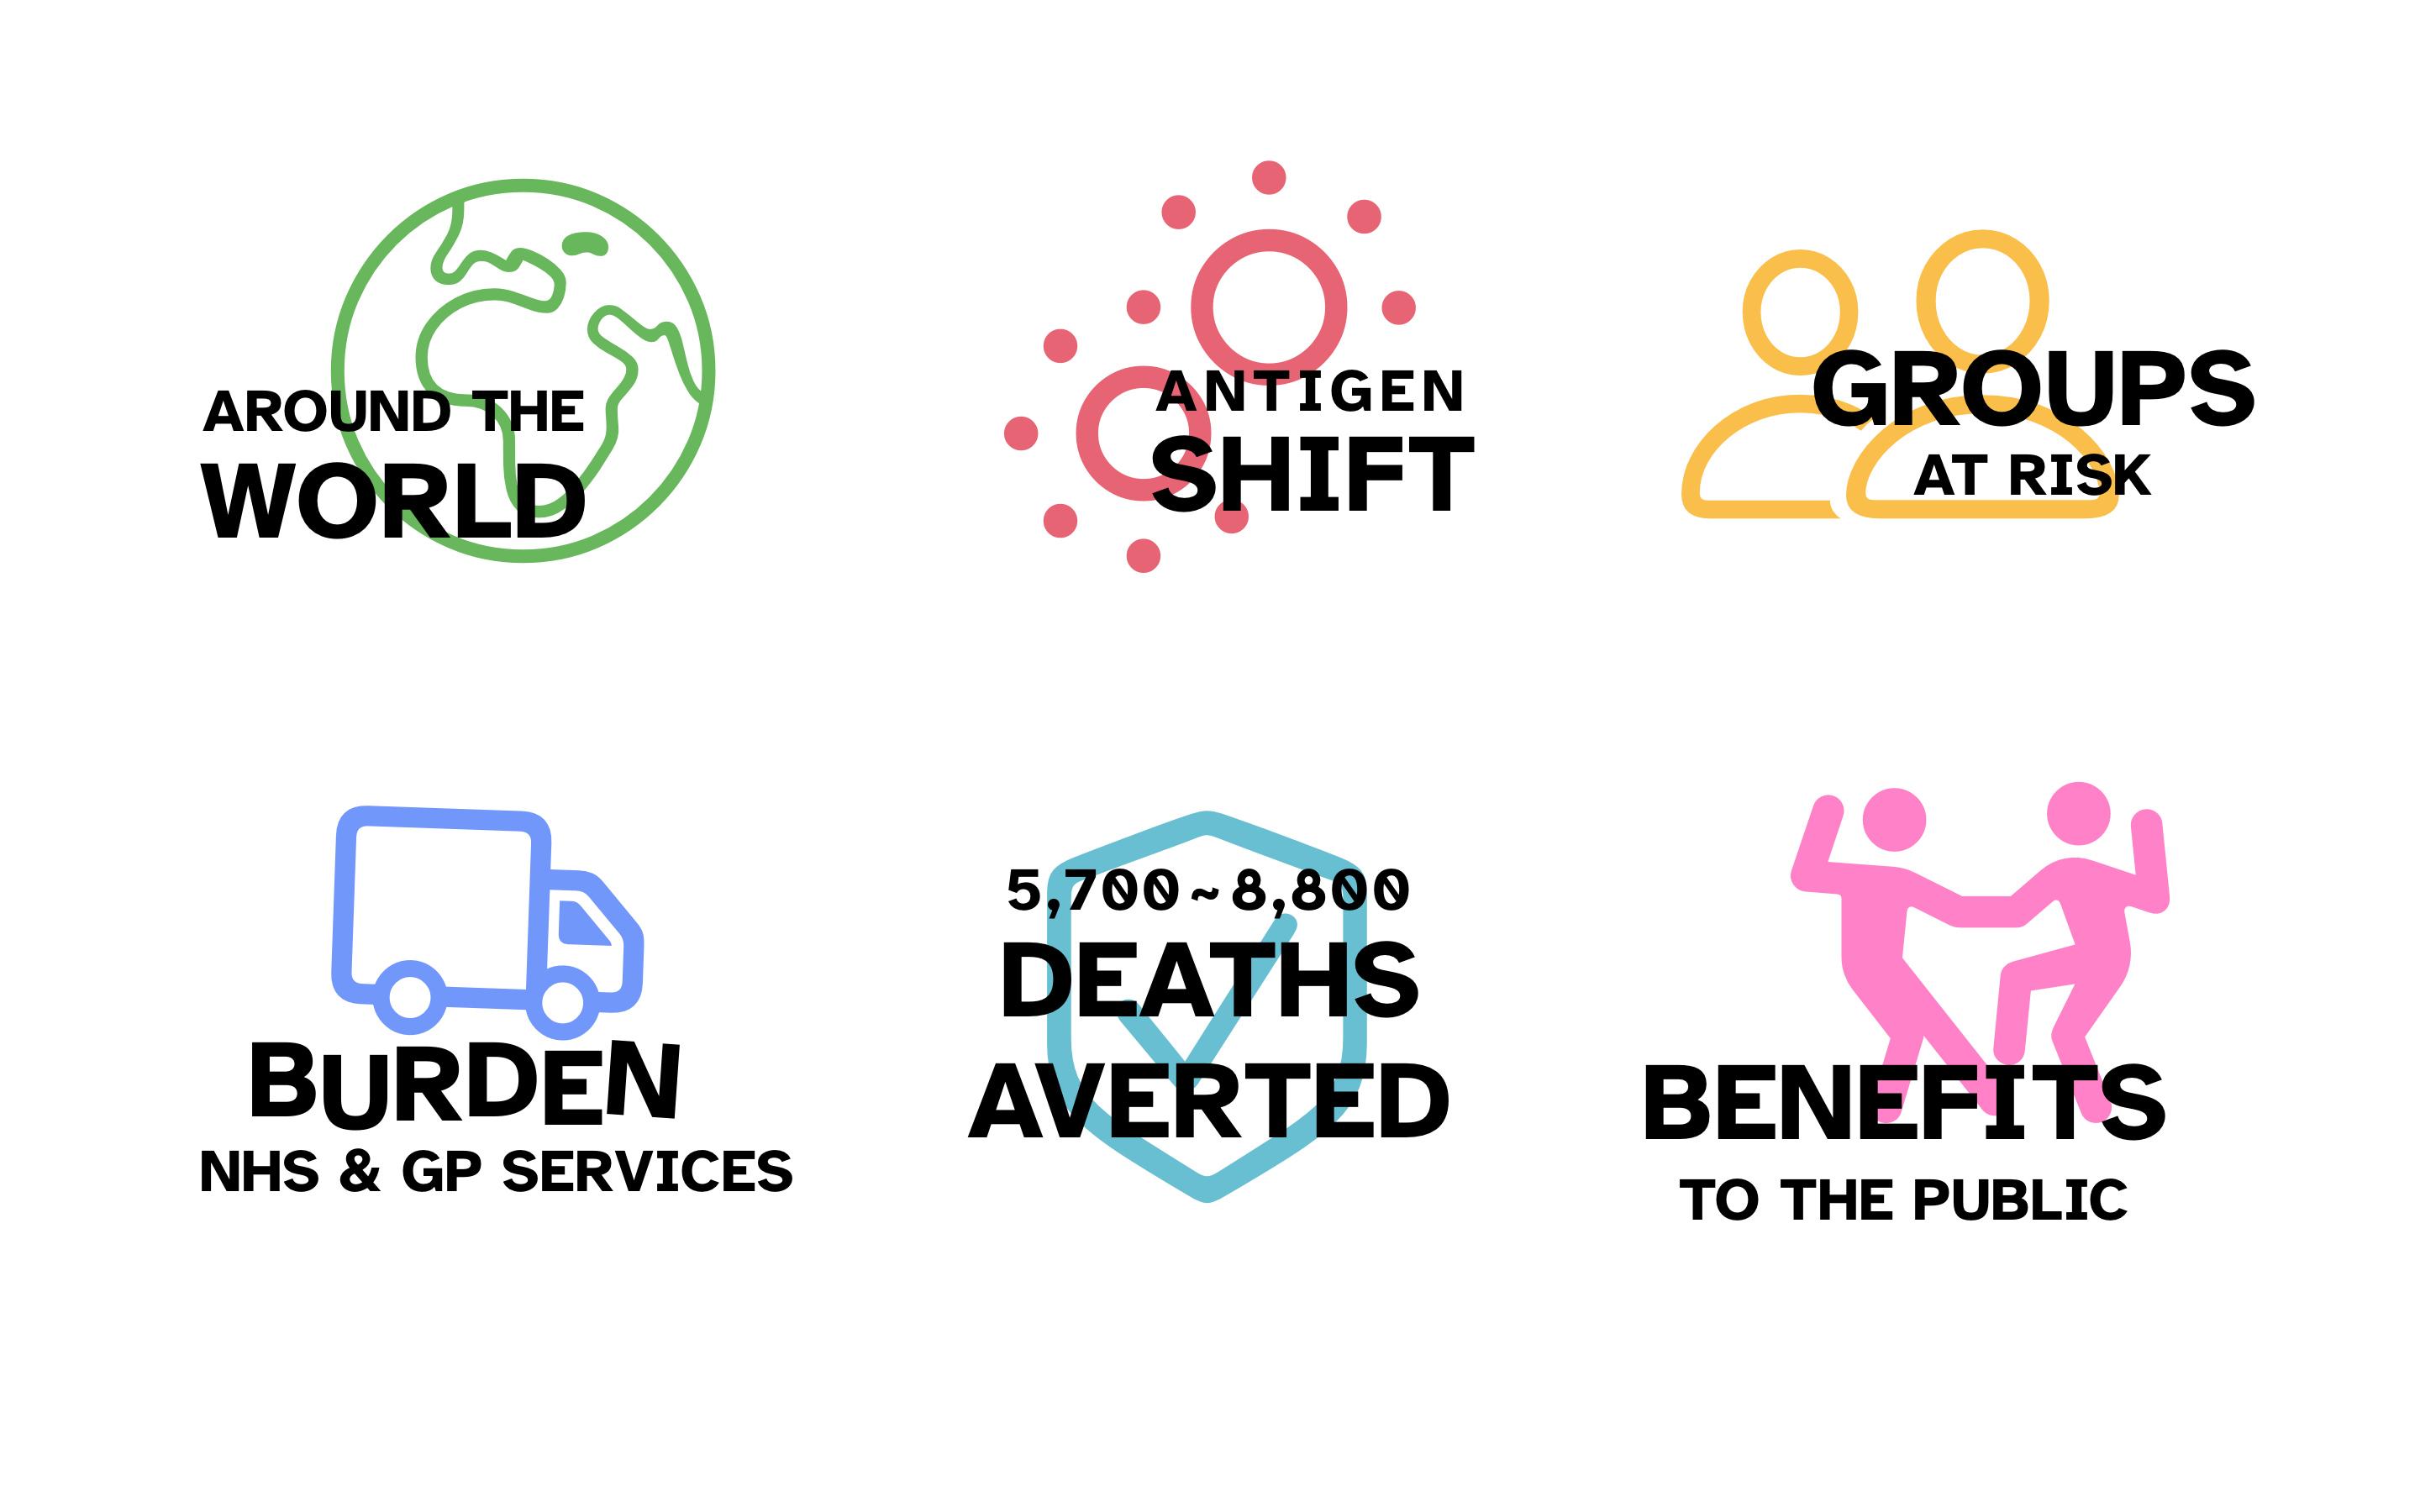 AROUND THE
WORLD
ANTIGEN
SHIFT
GROUPS
AT RISK
BURDEN
NHS & GP SERVICES
5,700~8,800
DEATHS
AVERTED
BENEFITS
TO THE PUBLIC